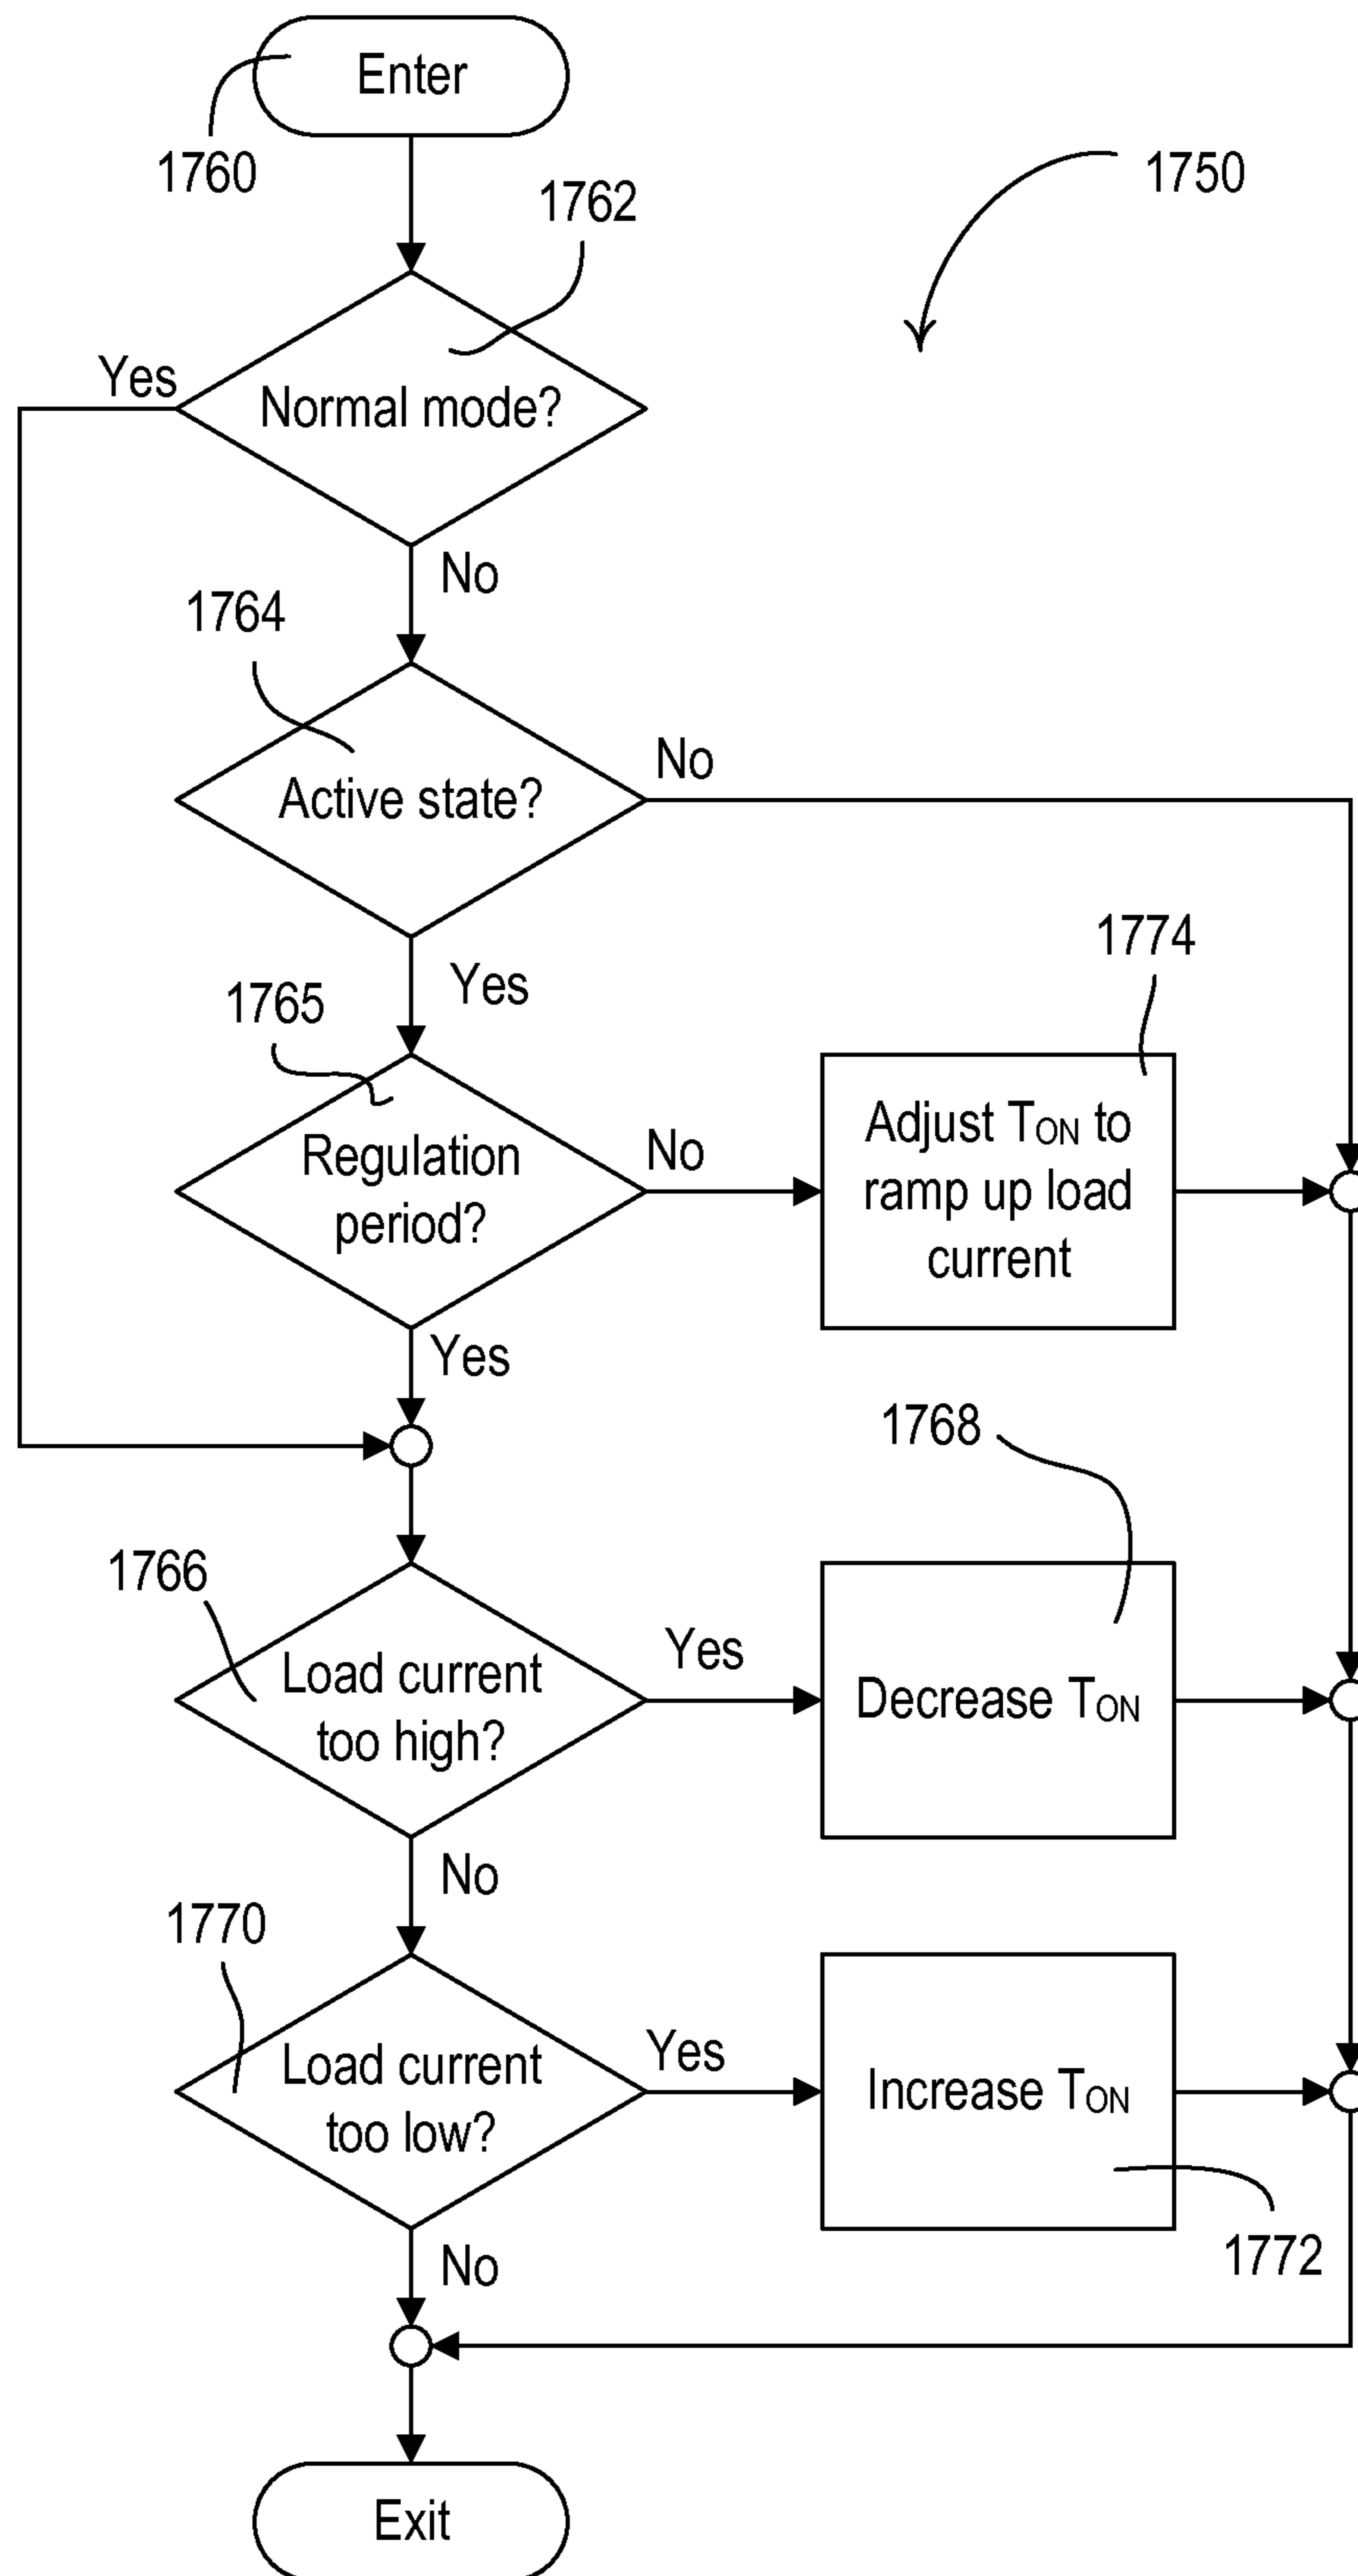 Enter
1760
1750
1762
Yes
Normal mode?
No
1764
No
Active state?
1774
Yes
1765
Adjust TON to
ramp up load
current
No
Regulation
period?
Yes
1768
1766
Yes
Load current
too high?
Decrease TON
No
1770
Yes
Load current
too low?
Increase TON
No
1772
Exit